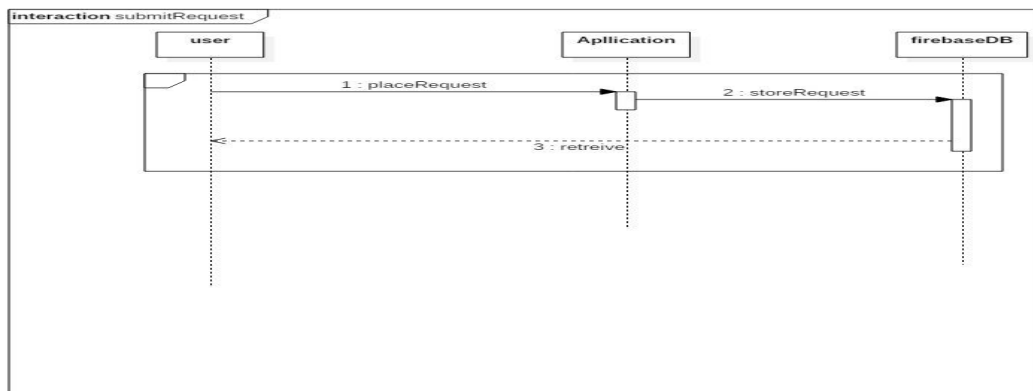 interaction submitRequest
user
Apllication
firebaseDB
1 : placeRequest
2 : storeRequest
3 : retreive